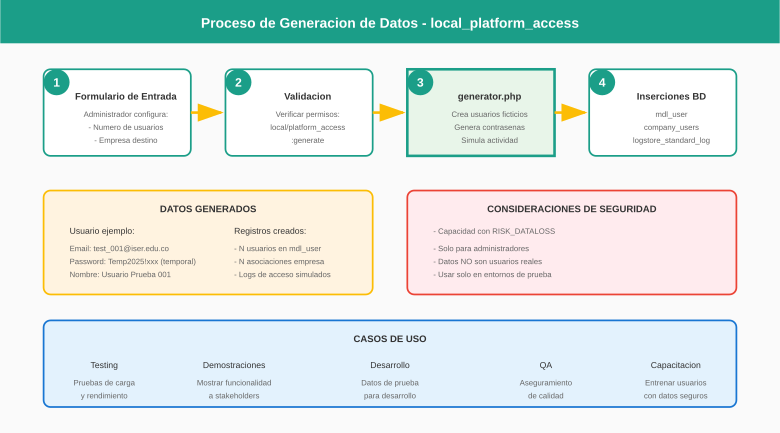 Proceso de Generacion de Datos - local_platform_access
1
Formulario de Entrada
Administrador configura:
- Numero de usuarios
- Empresa destino
2
Validacion
Verificar permisos:
local/platform_access
:generate
3
generator.php
Crea usuarios ficticios
Genera contrasenas
Simula actividad
4
Inserciones BD
mdl_user
company_users
logstore_standard_log
DATOS GENERADOS
Usuario ejemplo:
Email: test_001@iser.edu.co
Password: Temp2025!xxx (temporal)
Nombre: Usuario Prueba 001
Registros creados:
- N usuarios en mdl_user
- N asociaciones empresa
- Logs de acceso simulados
CONSIDERACIONES DE SEGURIDAD
- Capacidad con RISK_DATALOSS
- Solo para administradores
- Datos NO son usuarios reales
- Usar solo en entornos de prueba
CASOS DE USO
Testing
Pruebas de carga
y rendimiento
Demostraciones
Mostrar funcionalidad
a stakeholders
Desarrollo
Datos de prueba
para desarrollo
QA
Aseguramiento
de calidad
Capacitacion
Entrenar usuarios
con datos seguros